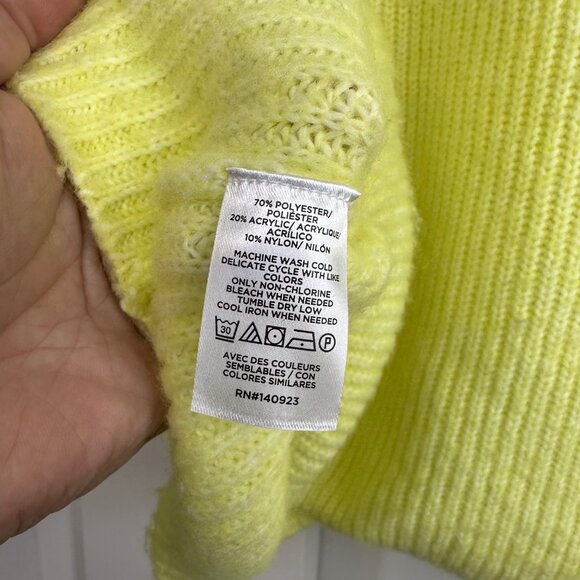 70% POLYESTER/
POLIÉSTER
20% ACRYLIC/ ACRYLIQUE/
ACRÍLICO
10% NYLON/ NILÓN
MACHINE WASH COLD
DELICATE CYCLE WITH LIKE
COLORS
ONLY NON-CHLORINE
BLEACH WHEN NEEDED
TUMBLE DRY LOW
COOL IRON WHEN NEEDED
30 P
AVEC DES COULEURS
SEMBLABLES / CON
COLORES SIMILARES
RN#140923